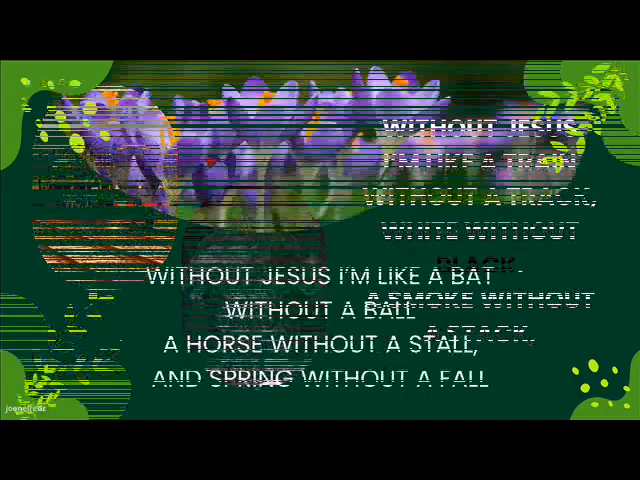 WITHOUT JESUS
I'M LIKE A TRAIN
WITHOUT A TRACK,
WHITE WITHOUT
BLACK
A SMOKE WITHOUT
A STACK,
WITHOUT JESUS I'M LIKE A BAT
WITHOUT A BALL
A HORSE WITHOUT A STALL,
AND SPRING WITHOUT A FALL